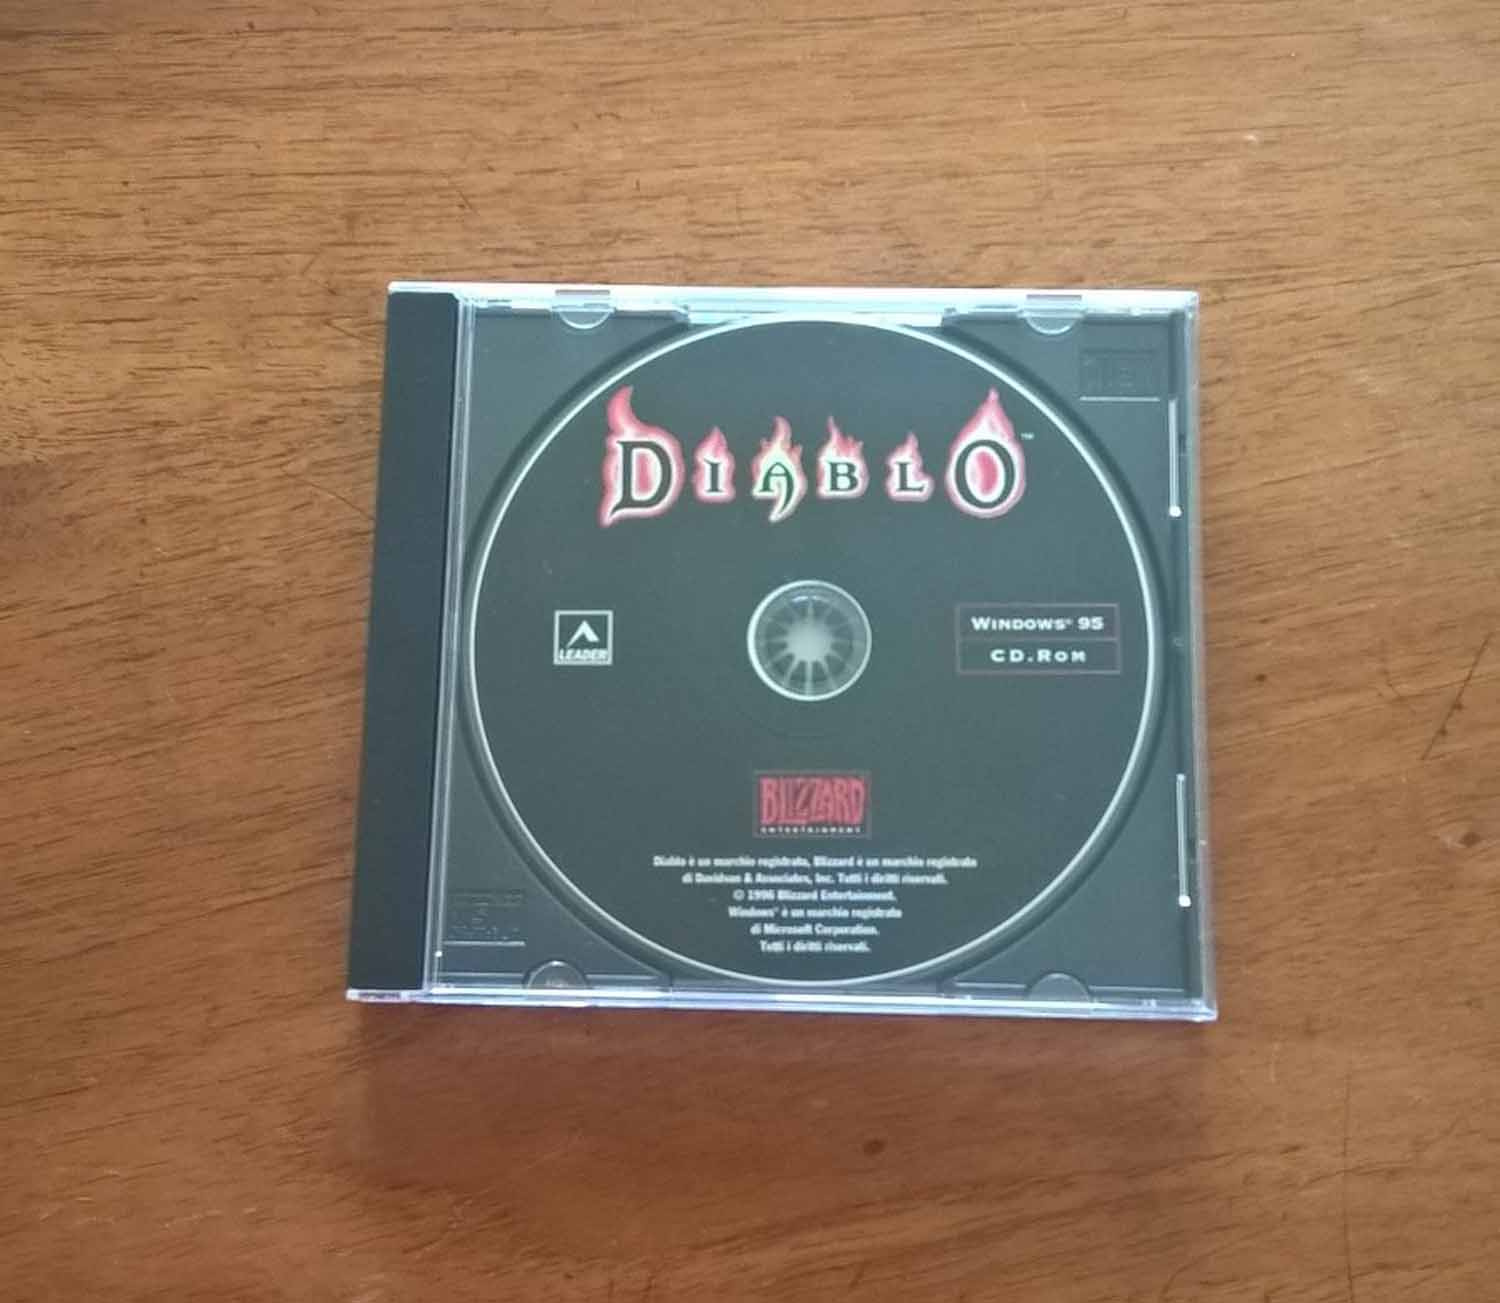 DIABLO™
LEADER
WINDOWS® 95
CD.ROM
BLIZZARD
ENTERTAINMENT
Diablo è un marchio registrato, Blizzard è un marchio registrato
di Davidson & Associates, Inc. Tutti i diritti riservati.
© 1996 Blizzard Entertainment.
Windows® è un marchio registrato
di Microsoft Corporation.
Tutti i diritti riservati.